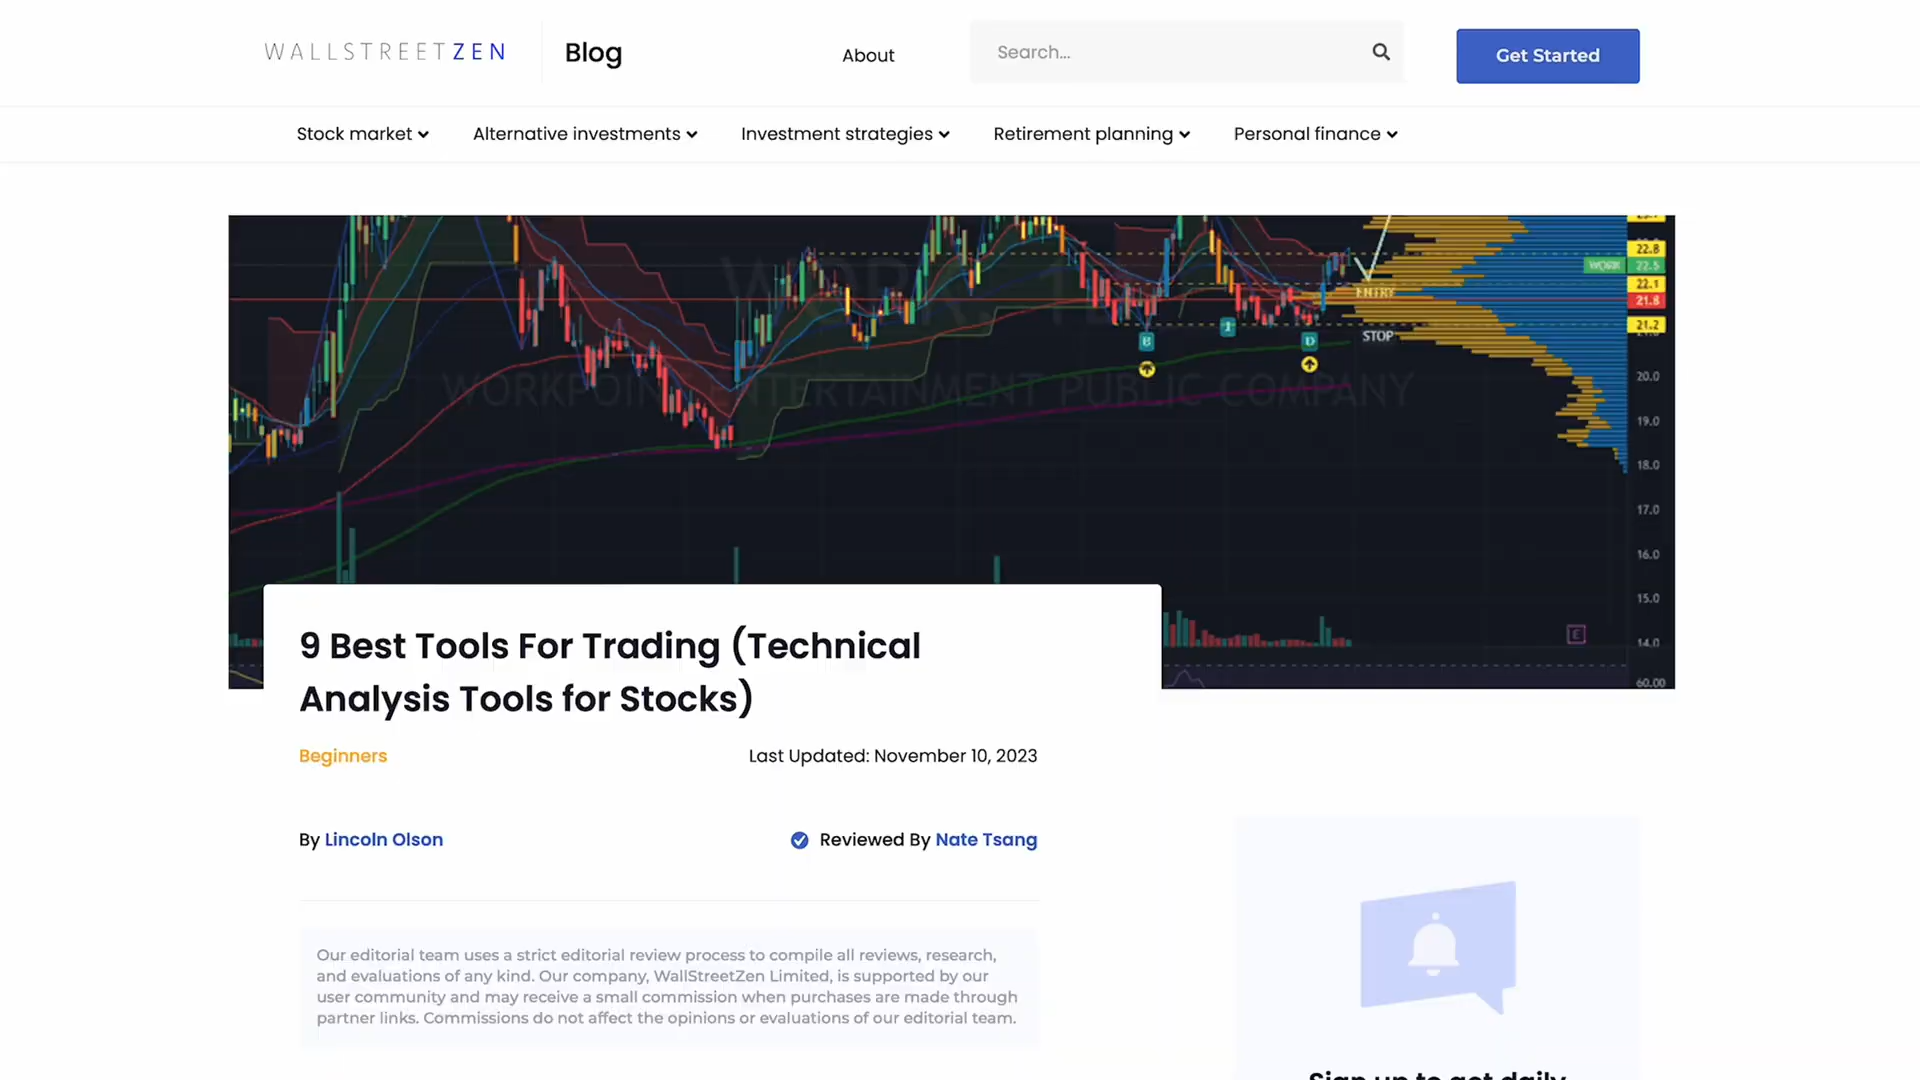 WALLSTREETZEN
Blog
About
Search...
Get Started
Stock market
Alternative investments
Investment strategies
Retirement planning
Personal finance
22.8
WORK 22.5
22.1
ENTRY
21.8
21.2
STOP
B
D
20.0
WORKPOINT ENTERTAINMENT PUBLIC COMPANY
19.0
18.0
17.0
16.0
15.0
E
14.0
60.00
9 Best Tools For Trading (Technical
Analysis Tools for Stocks)
Beginners
Last Updated: November 10, 2023
By Lincoln Olson
Reviewed By Nate Tsang
Our editorial team uses a strict editorial review process to compile all reviews, research,
and evaluations of any kind. Our company, WallStreetZen Limited, is supported by our
user community and may receive a small commission when purchases are made through
partner links. Commissions do not affect the opinions or evaluations of our editorial team.
Sign up to get daily